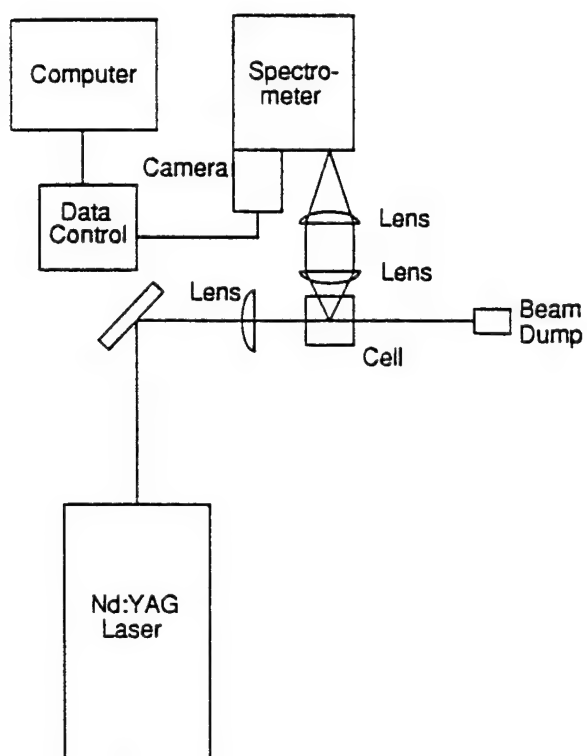 Computer
Spectro-
meter
Camera
Data
Control
Lens
Lens
Lens
Cell
Beam
Dump
Nd:YAG
Laser